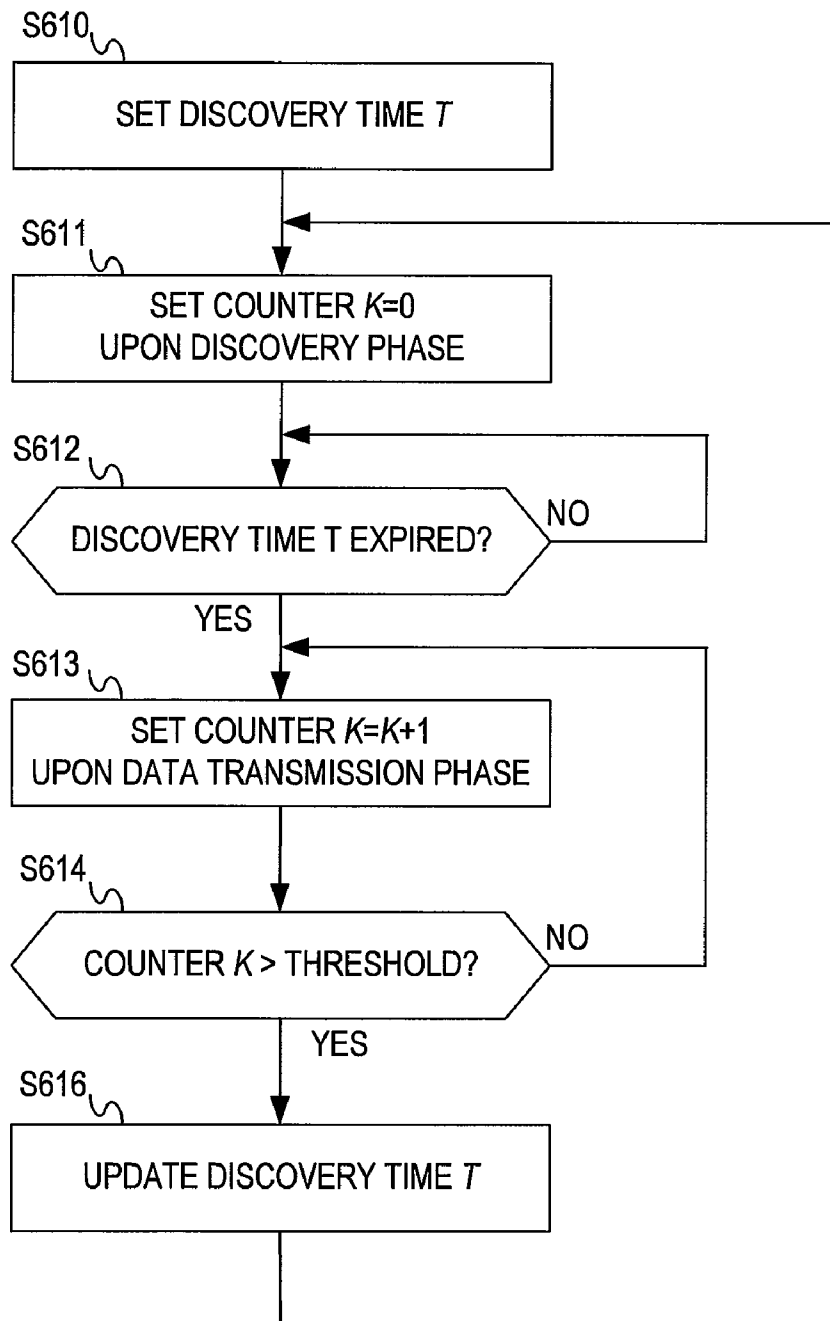 S610
SET DISCOVERY TIME T
S611
SET COUNTER K=0
UPON DISCOVERY PHASE
S612
DISCOVERY TIME T EXPIRED?
NO
YES
S613
SET COUNTER K=K+1
UPON DATA TRANSMISSION PHASE
S614
COUNTER K > THRESHOLD?
NO
YES
S616
UPDATE DISCOVERY TIME T